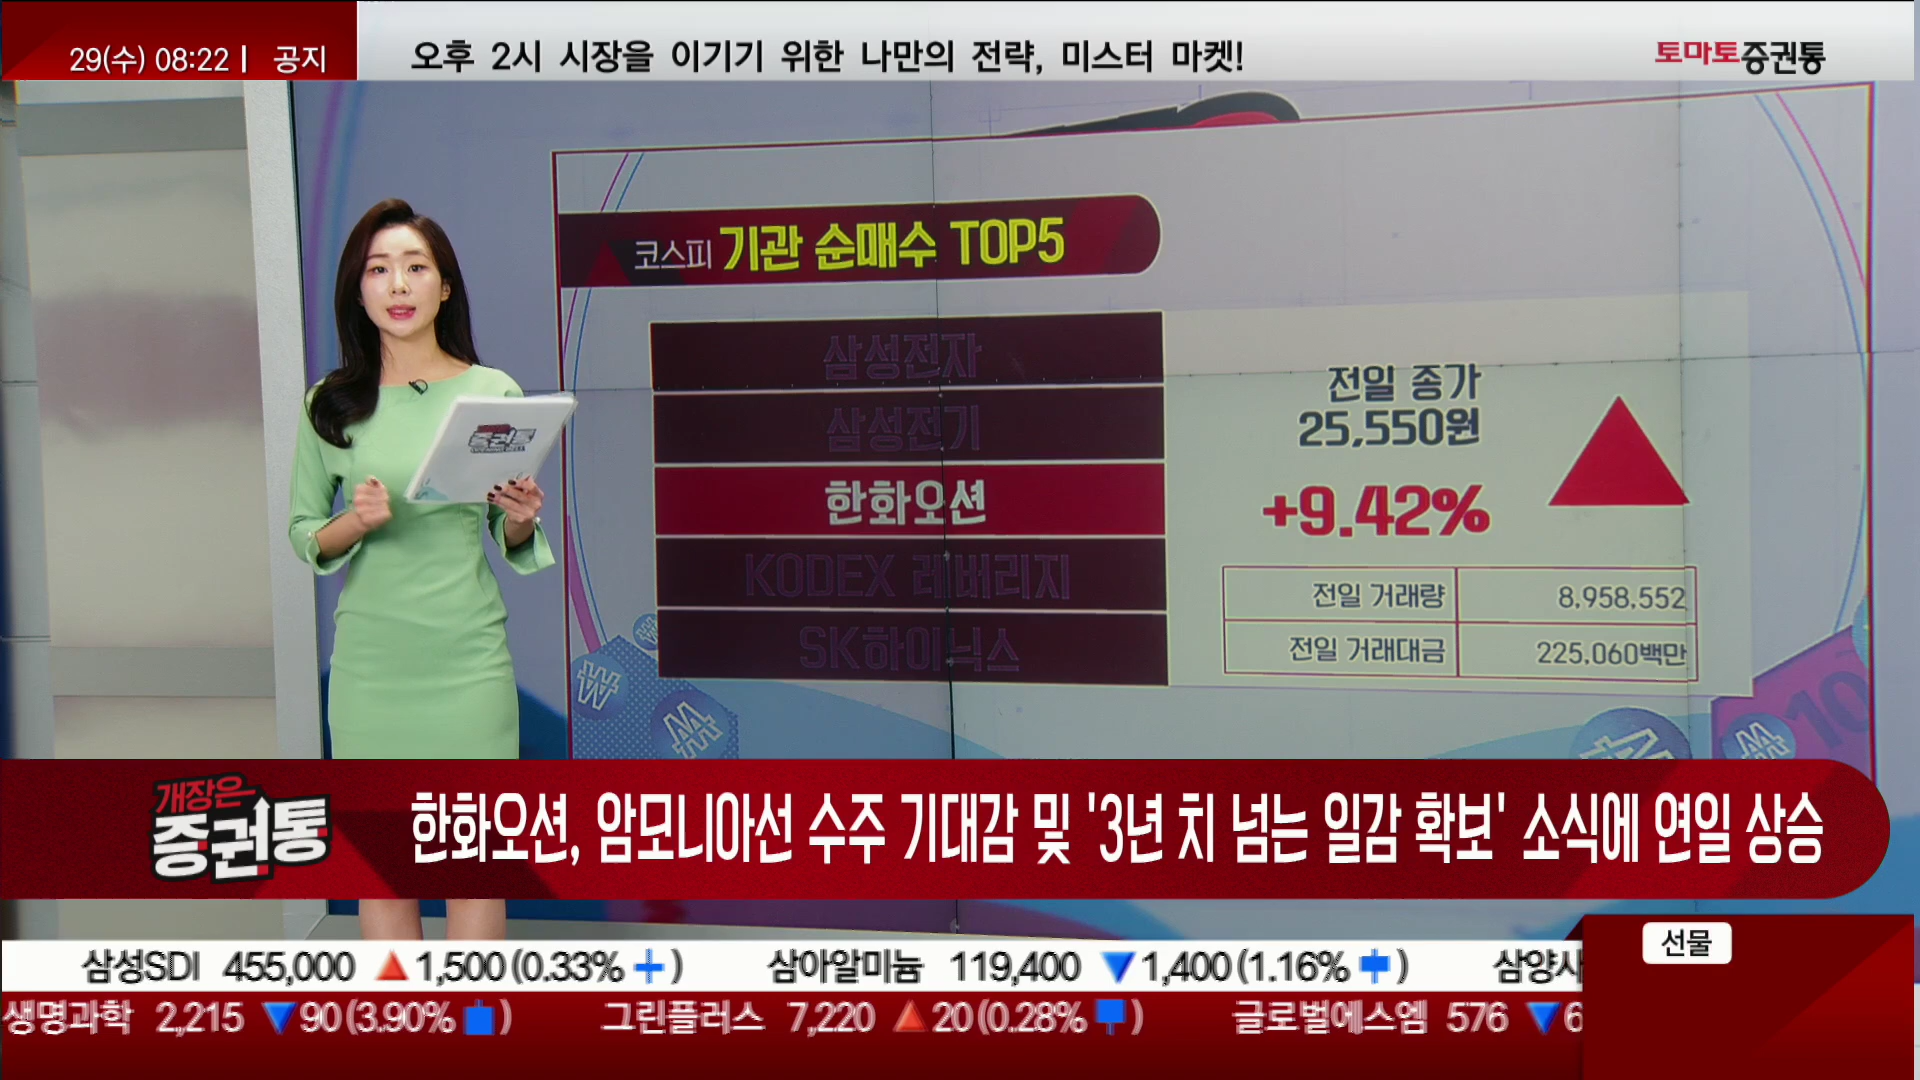 29(수) 08:22 | 공지
오후 2시 시장을 이기기 위한 나만의 전략, 미스터 마켓!
토마토증권통
코스피 기관 순매수 TOP5
삼성전자
삼성전기
한화오션
KODEX 레버리지
SK하이닉스
전일 종가
25,550원
+9.42%
전일 거래량 8,958,552
전일 거래대금 225,060백만
증권통
개장은
증권통
한화오션, 암모니아선 수주 기대감 및 '3년 치 넘는 일감 확보' 소식에 연일 상승
선물
삼성SDI 455,000 ▲1,500(0.33% ) 삼아알미늄 119,400 ▼1,400(1.16% ) 삼양사
생명과학 2,215 ▼90(3.90% ) 그린플러스 7,220 ▲20(0.28% ) 글로벌에스엠 576 ▼6